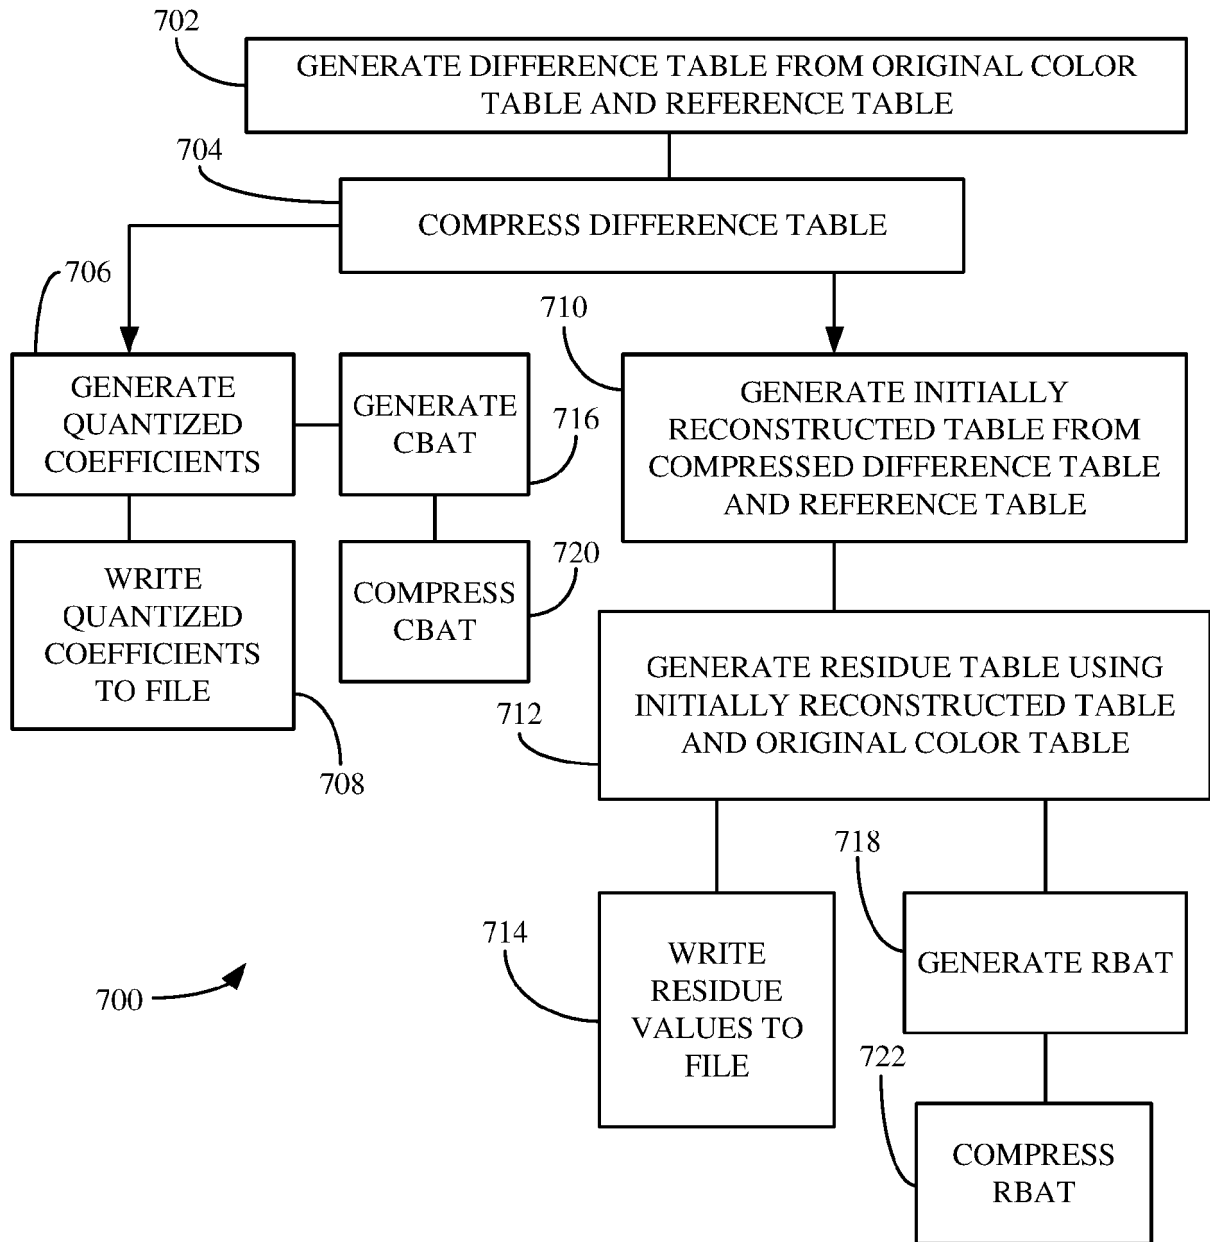 702
GENERATE DIFFERENCE TABLE FROM ORIGINAL COLOR
TABLE AND REFERENCE TABLE
704
COMPRESS DIFFERENCE TABLE
706
GENERATE
QUANTIZED
COEFFICIENTS
GENERATE
CBAT
716
710
GENERATE INITIALLY
RECONSTRUCTED TABLE FROM
COMPRESSED DIFFERENCE TABLE
AND REFERENCE TABLE
WRITE
QUANTIZED
COEFFICIENTS
TO FILE
708
COMPRESS
CBAT
720
GENERATE RESIDUE TABLE USING
INITIALLY RECONSTRUCTED TABLE
AND ORIGINAL COLOR TABLE
712
714
WRITE
RESIDUE
VALUES TO
FILE
718
GENERATE RBAT
700
722
COMPRESS
RBAT